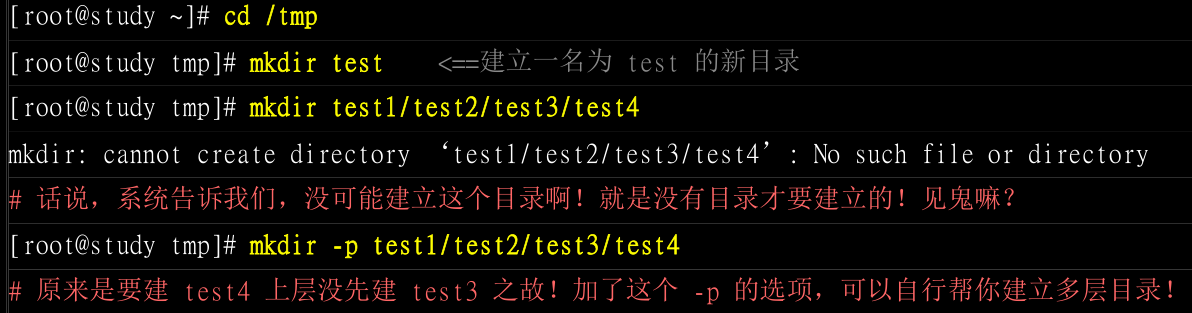 [root@study ~]# cd /tmp
[root@study tmp]# mkdir test <==建立一名为 test 的新目录
[root@study tmp]# mkdir test1/test2/test3/test4
mkdir: cannot create directory ‘test1/test2/test3/test4’: No such file or directory
# 话说，系统告诉我们，没可能建立这个目录啊！就是没有目录才要建立的！见鬼嘛？
[root@study tmp]# mkdir -p test1/test2/test3/test4
# 原来是要建 test4 上层没先建 test3 之故！加了这个 -p 的选项，可以自行帮你建立多层目录！